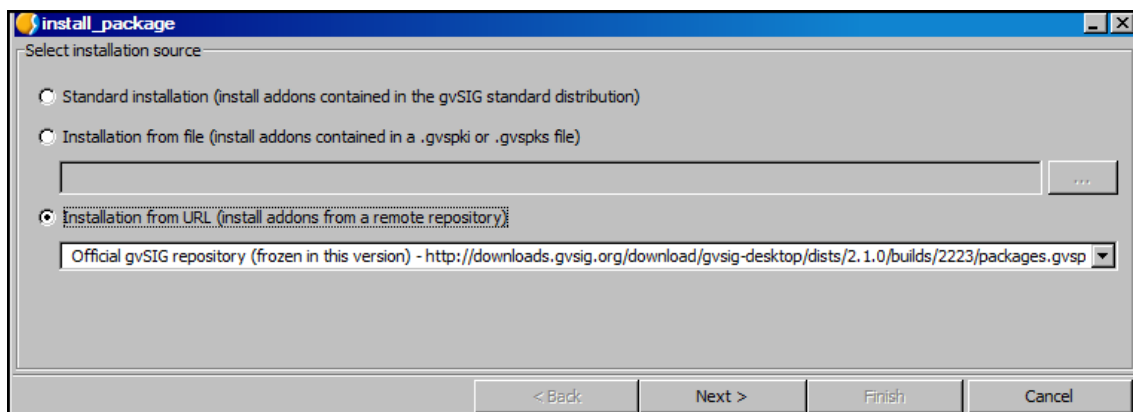 install_package
Select installation source
Standard installation (install addons contained in the gvSIG standard distribution)
Installation from file (install addons contained in a .gvspki or .gvspks file)
...
Installation from URL (install addons from a remote repository)
Official gvSIG repository (frozen in this version) - http://downloads.gvsig.org/download/gvsig-desktop/dists/2.1.0/builds/2223/packages.gvsp
< Back Next > Finish Cancel